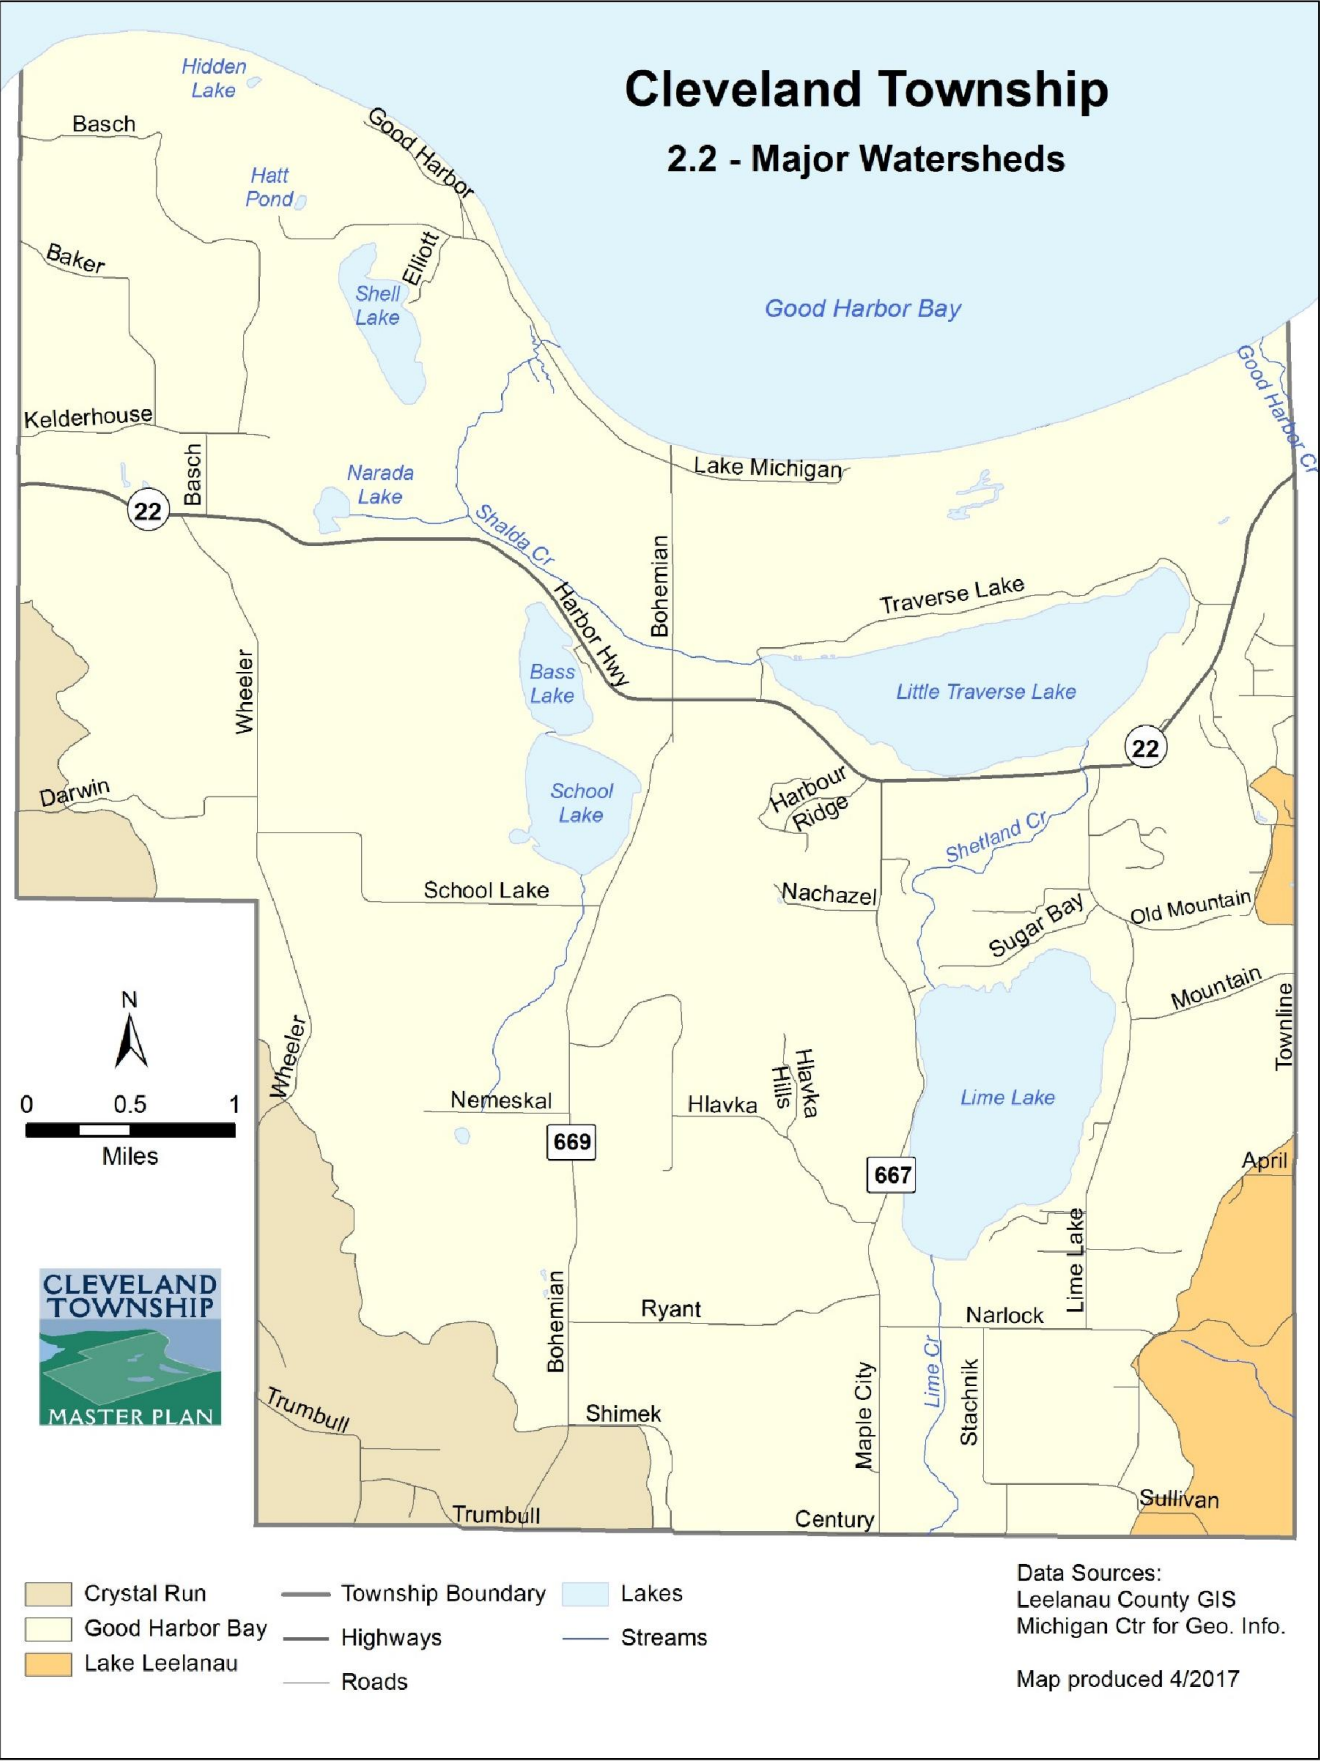 Cleveland Township
2.2 - Major Watersheds
Hidden
Lake
Basch
Good Harbor
Hatt
Pond
Baker
Elliott
Shell
Lake
Good Harbor Bay
Good Harbor Cr
Kelderhouse
Basch
Narada
Lake
Lake Michigan
22
Shalda Cr
Bohemian
Harbor Hwy
Traverse Lake
Wheeler
Bass
Lake
Little Traverse Lake
22
Darwin
School
Lake
Harbour
Ridge
Shetland Cr
School Lake
Nachazel
Sugar Bay
Old Mountain
Mountain
Townline
N
Wheeler
0 0.5 1
Miles
Nemeskal
Hlavka
Hlavka
Hills
Lime Lake
669
667
April
CLEVELAND
TOWNSHIP
MASTER PLAN
Bohemian
Ryant
Lime Lake
Narlock
Lime Cr
Maple City
Stachnik
Trumbull
Shimek
Trumbull
Century
Sullivan
Crystal Run
Good Harbor Bay
Lake Leelanau
Township Boundary
Highways
Roads
Lakes
Streams
Data Sources:
Leelanau County GIS
Michigan Ctr for Geo. Info.
Map produced 4/2017